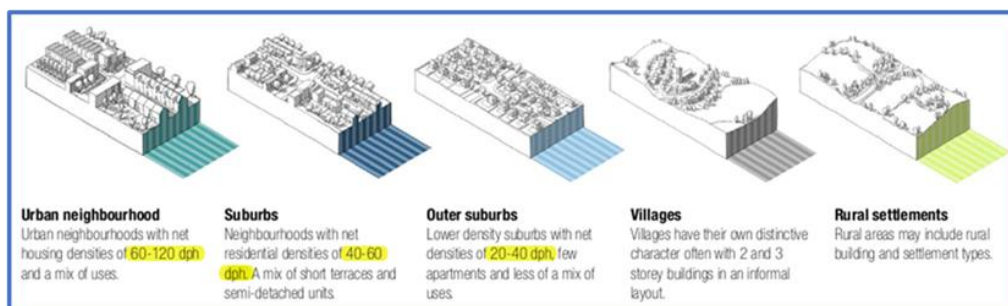 Urban neighbourhood
Urban neighbourhoods with net
housing densities of 60-120 dph
and a mix of uses.
Suburbs
Neighbourhoods with net
residential densities of 40-60
dph. A mix of short terraces and
semi-detached units.
Outer suburbs
Lower density suburbs with net
densities of 20-40 dph, few
apartments and less of a mix of
uses.
Villages
Villages have their own distinctive
character often with 2 and 3
storey buildings in an informal
layout.
Rural settlements
Rural areas may include rural
building and settlement types.